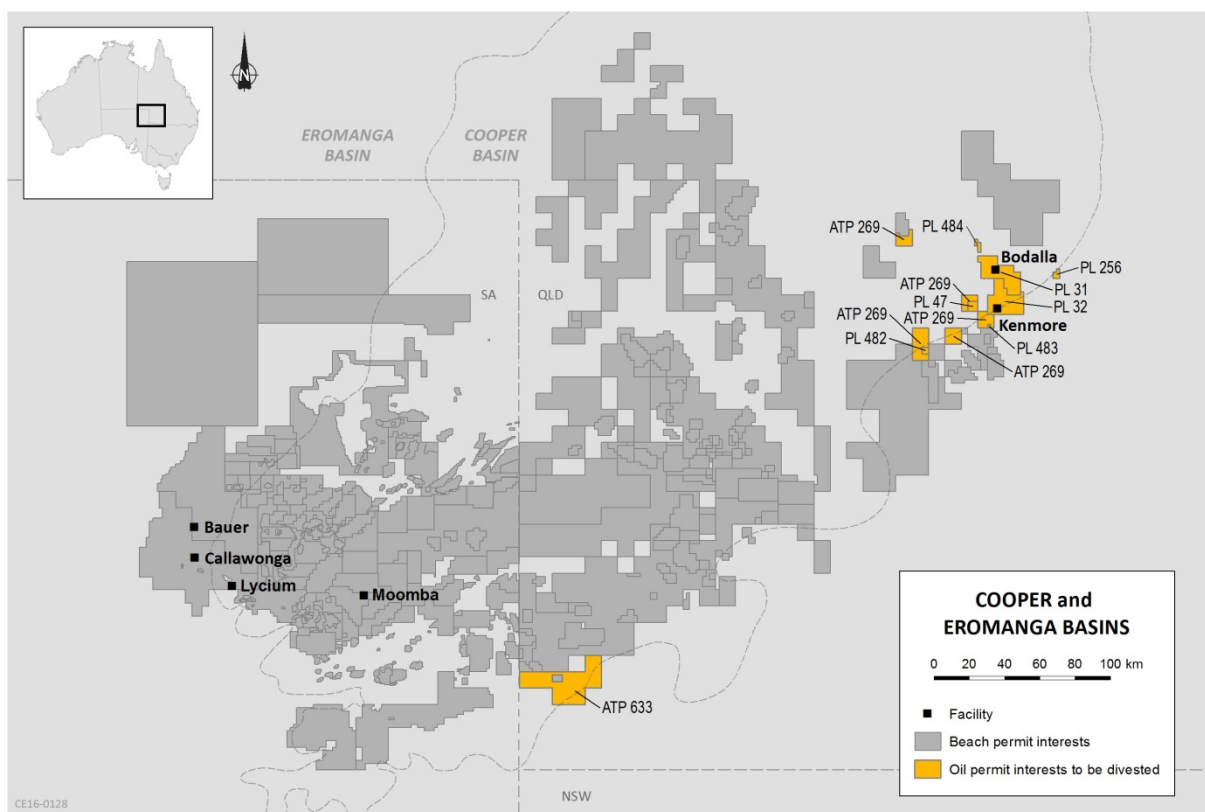 N
EROMANGA
BASIN
COOPER
BASIN
SA
QLD
ATP 269
PL 484
Bodalla
PL 256
PL 31
ATP 269
PL 47
PL 32
ATP 269
ATP 269
Kenmore
PL 482
PL 483
ATP 269
Bauer
Callawonga
Lycium
Moomba
ATP 633
COOPER and
EROMANGA BASINS
0 20 40 60 80 100 km
Facility
Beach permit interests
Oil permit interests to be divested
NSW
CE16-0128